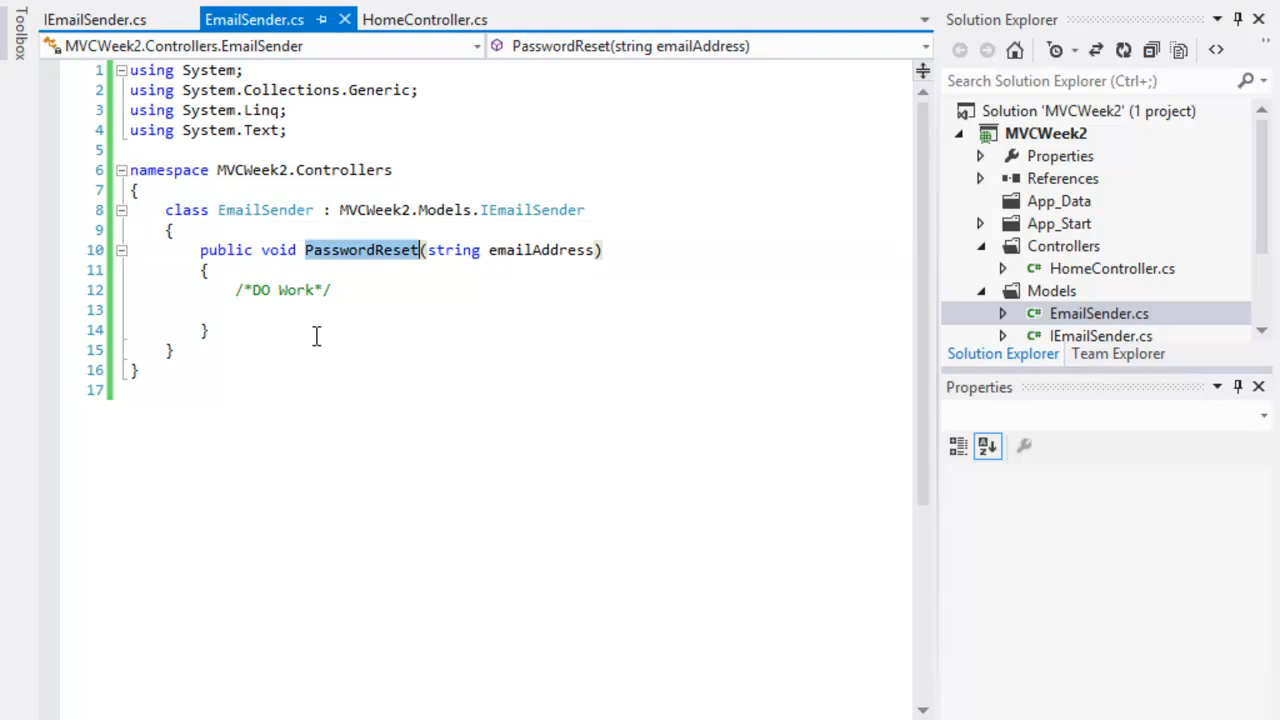 Toolbox
IEmailSender.cs
EmailSender.cs
HomeController.cs
MVCWeek2.Controllers.EmailSender
PasswordReset(string emailAddress)
1 using System;
2 using System.Collections.Generic;
3 using System.Linq;
4 using System.Text;
5
6 namespace MVCWeek2.Controllers
7 {
8 class EmailSender : MVCWeek2.Models.IEmailSender
9 {
10 public void PasswordReset(string emailAddress)
11 {
12 /*DO Work*/
13
14 }
15 }
16 }
17
Solution Explorer
Search Solution Explorer (Ctrl+;)
Solution 'MVCWeek2' (1 project)
MVCWeek2
Properties
References
App_Data
App_Start
Controllers
C# HomeController.cs
Models
C# EmailSender.cs
C# IEmailSender.cs
Solution Explorer
Team Explorer
Properties